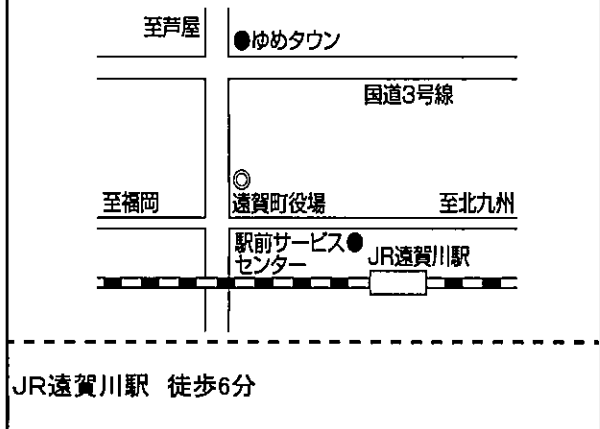 至芦屋
●ゆめタウン
国道3号線
◎
至福岡
遠賀町役場
至北九州
駅前サービス●
センター
JR遠賀川駅
JR遠賀川駅 徒歩6分